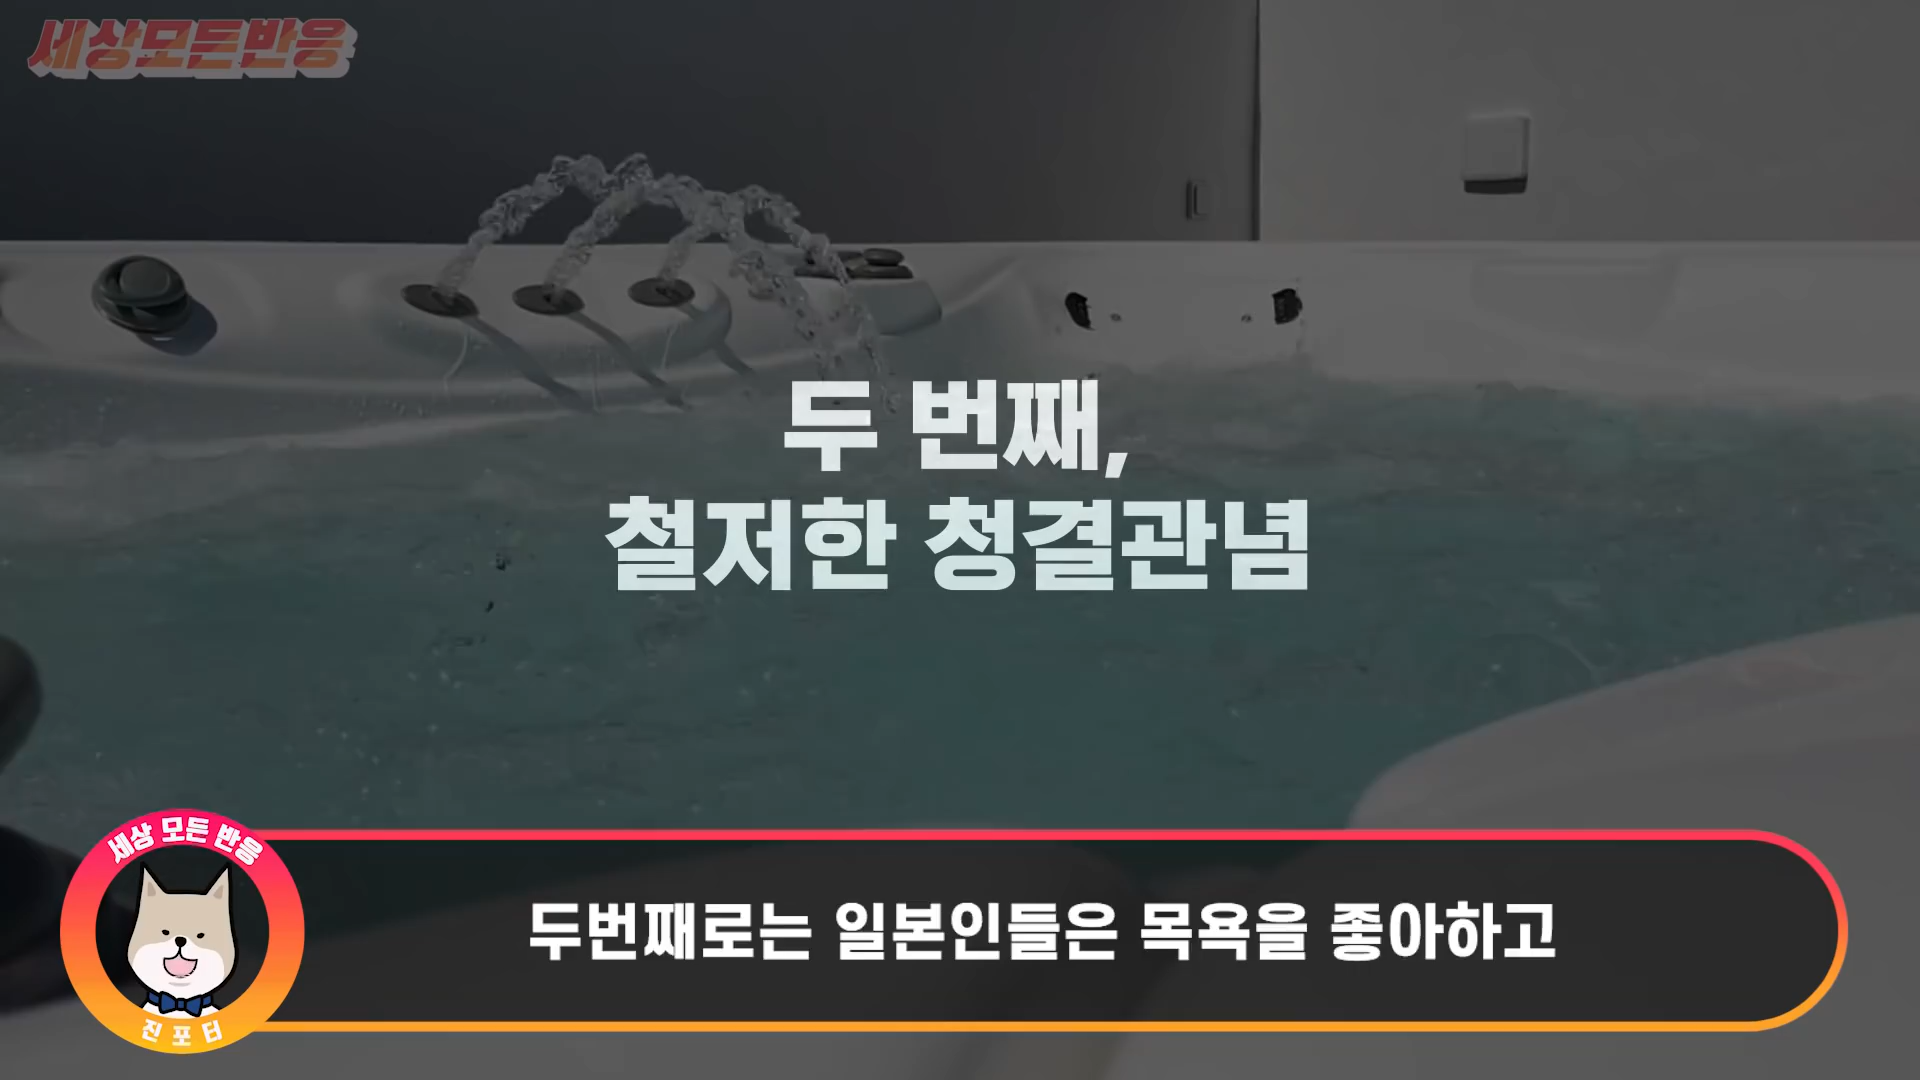 세상모든반응
두 번째,
철저한 청결관념
세상 모든 반응
두번째로는 일본인들은 목욕을 좋아하고
진포터